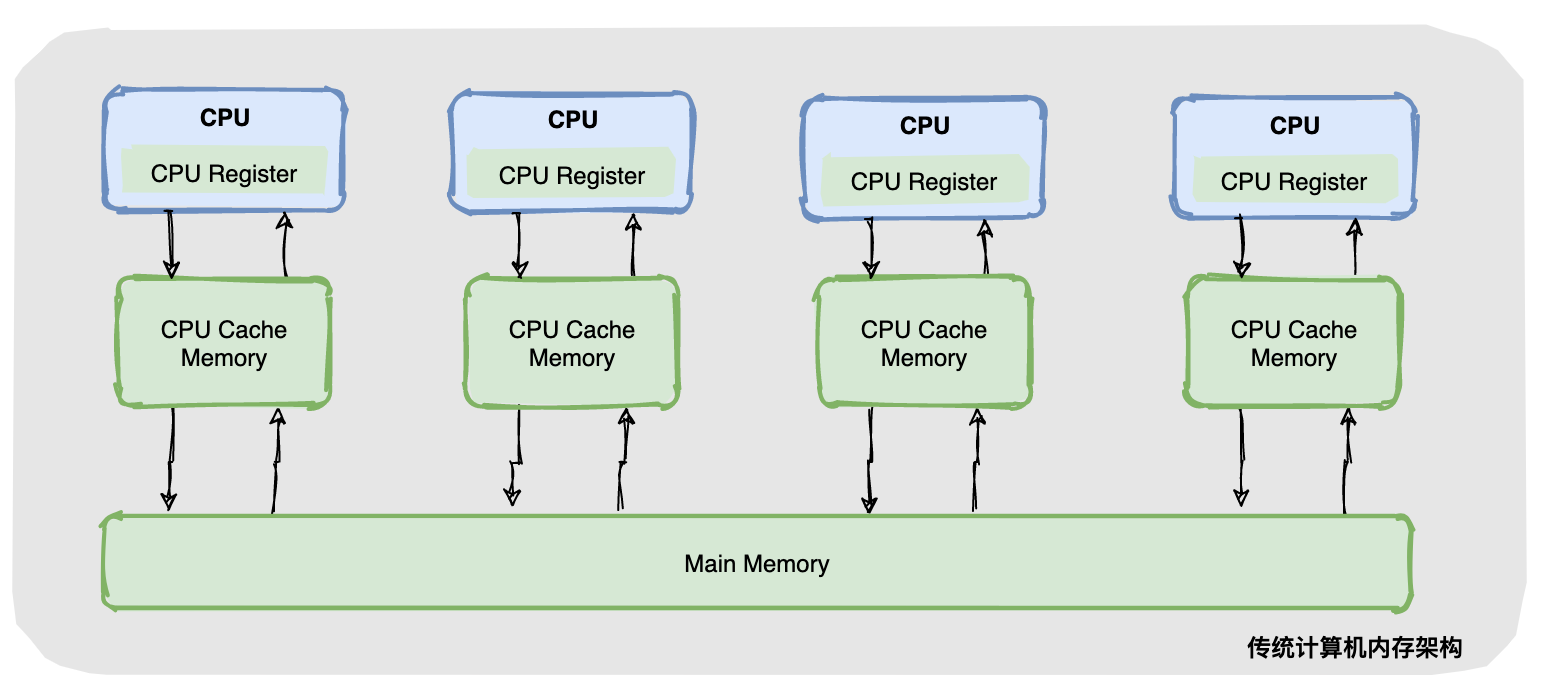 CPU
CPU Register
CPU
CPU Register
CPU
CPU Register
CPU
CPU Register
CPU Cache
Memory
CPU Cache
Memory
CPU Cache
Memory
CPU Cache
Memory
Main Memory
传统计算机内存架构